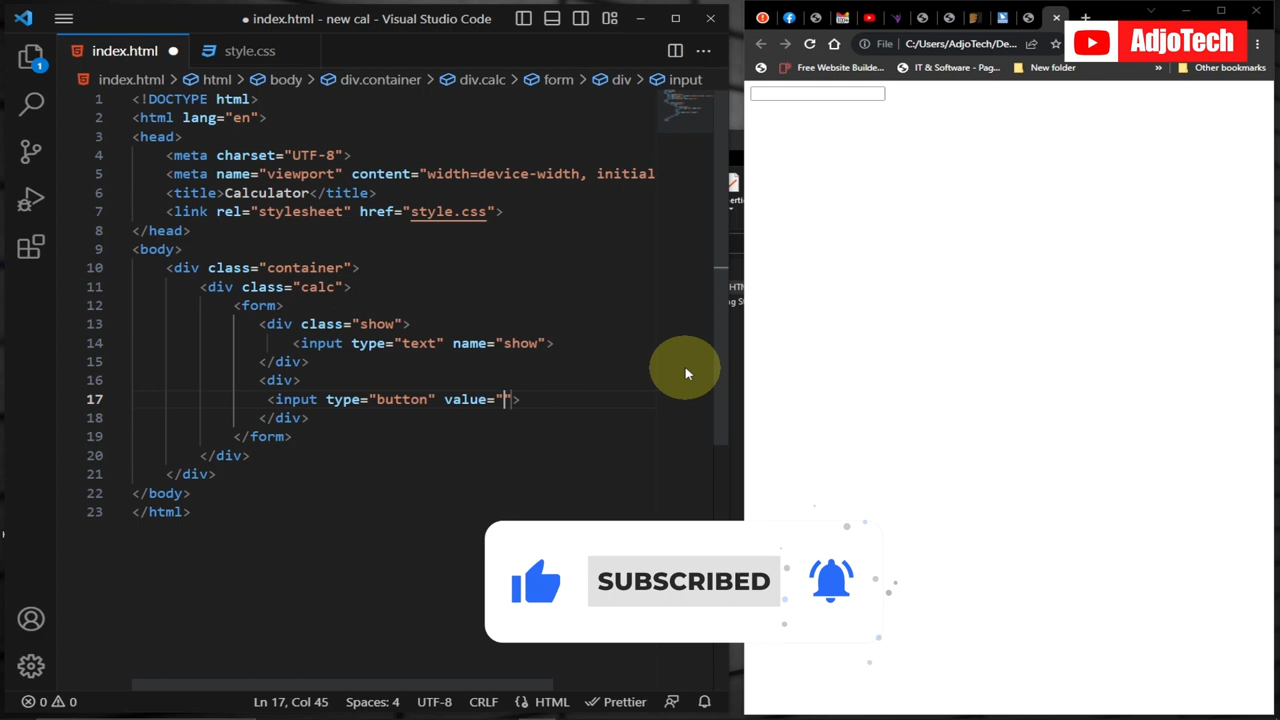 ● index.html - new cal - Visual Studio Code
index.html ●
style.css
index.html > html > body > div.container > div.calc > form > div > input
1 <!DOCTYPE html>
2 <html lang="en">
3 <head>
4 <meta charset="UTF-8">
5 <meta name="viewport" content="width=device-width, initial
6 <title>Calculator</title>
7 <link rel="stylesheet" href="style.css">
8 </head>
9 <body>
10 <div class="container">
11 <div class="calc">
12 <form>
13 <div class="show">
14 <input type="text" name="show">
15 </div>
16 <div>
17 <input type="button" value="">
18 </div>
19 </form>
20 </div>
21 </div>
22 </body>
23 </html>
1
0 0
Ln 17, Col 45
Spaces: 4
UTF-8
CRLF
HTML
Prettier
File
C:/Users/AdjoTech/De...
AdjoTech
Free Website Builde...
IT & Software - Pag...
New folder
»
Other bookmarks
SUBSCRIBED